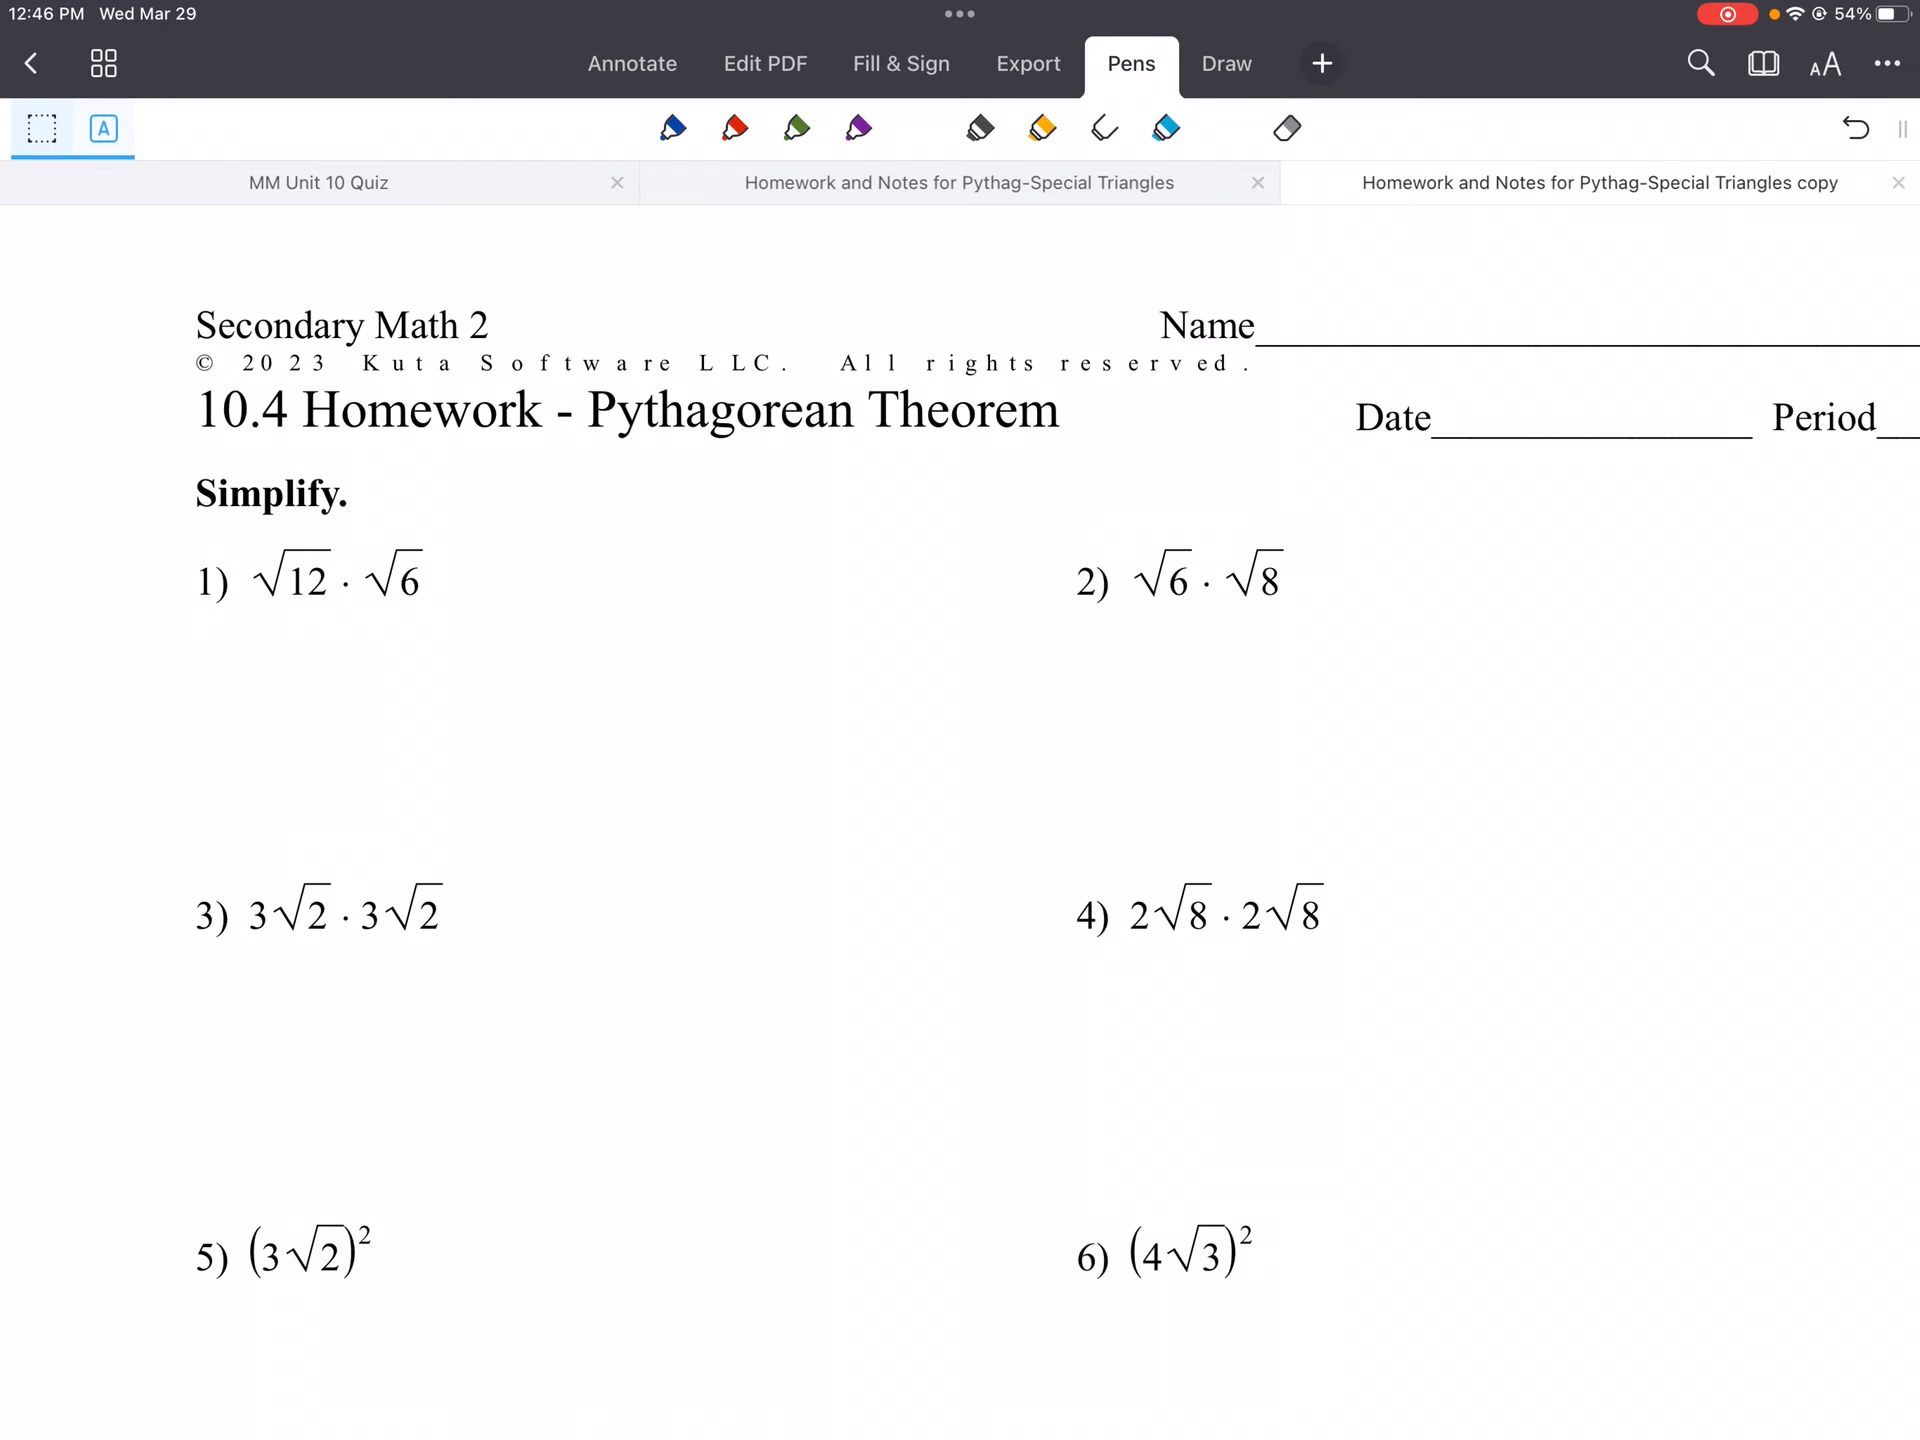 12:46 PM Wed Mar 29
54%
Annotate Edit PDF Fill & Sign Export Pens Draw
AA
A
MM Unit 10 Quiz
Homework and Notes for Pythag-Special Triangles
Homework and Notes for Pythag-Special Triangles copy
Secondary Math 2
Name
© 2023 Kuta Software LLC. All rights reserved.
10.4 Homework - Pythagorean Theorem
Date Period
Simplify.
1) √12 · √6
2) √6 · √8
3) 3√2 · 3√2
4) 2√8 · 2√8
5) (3√2)²
6) (4√3)²